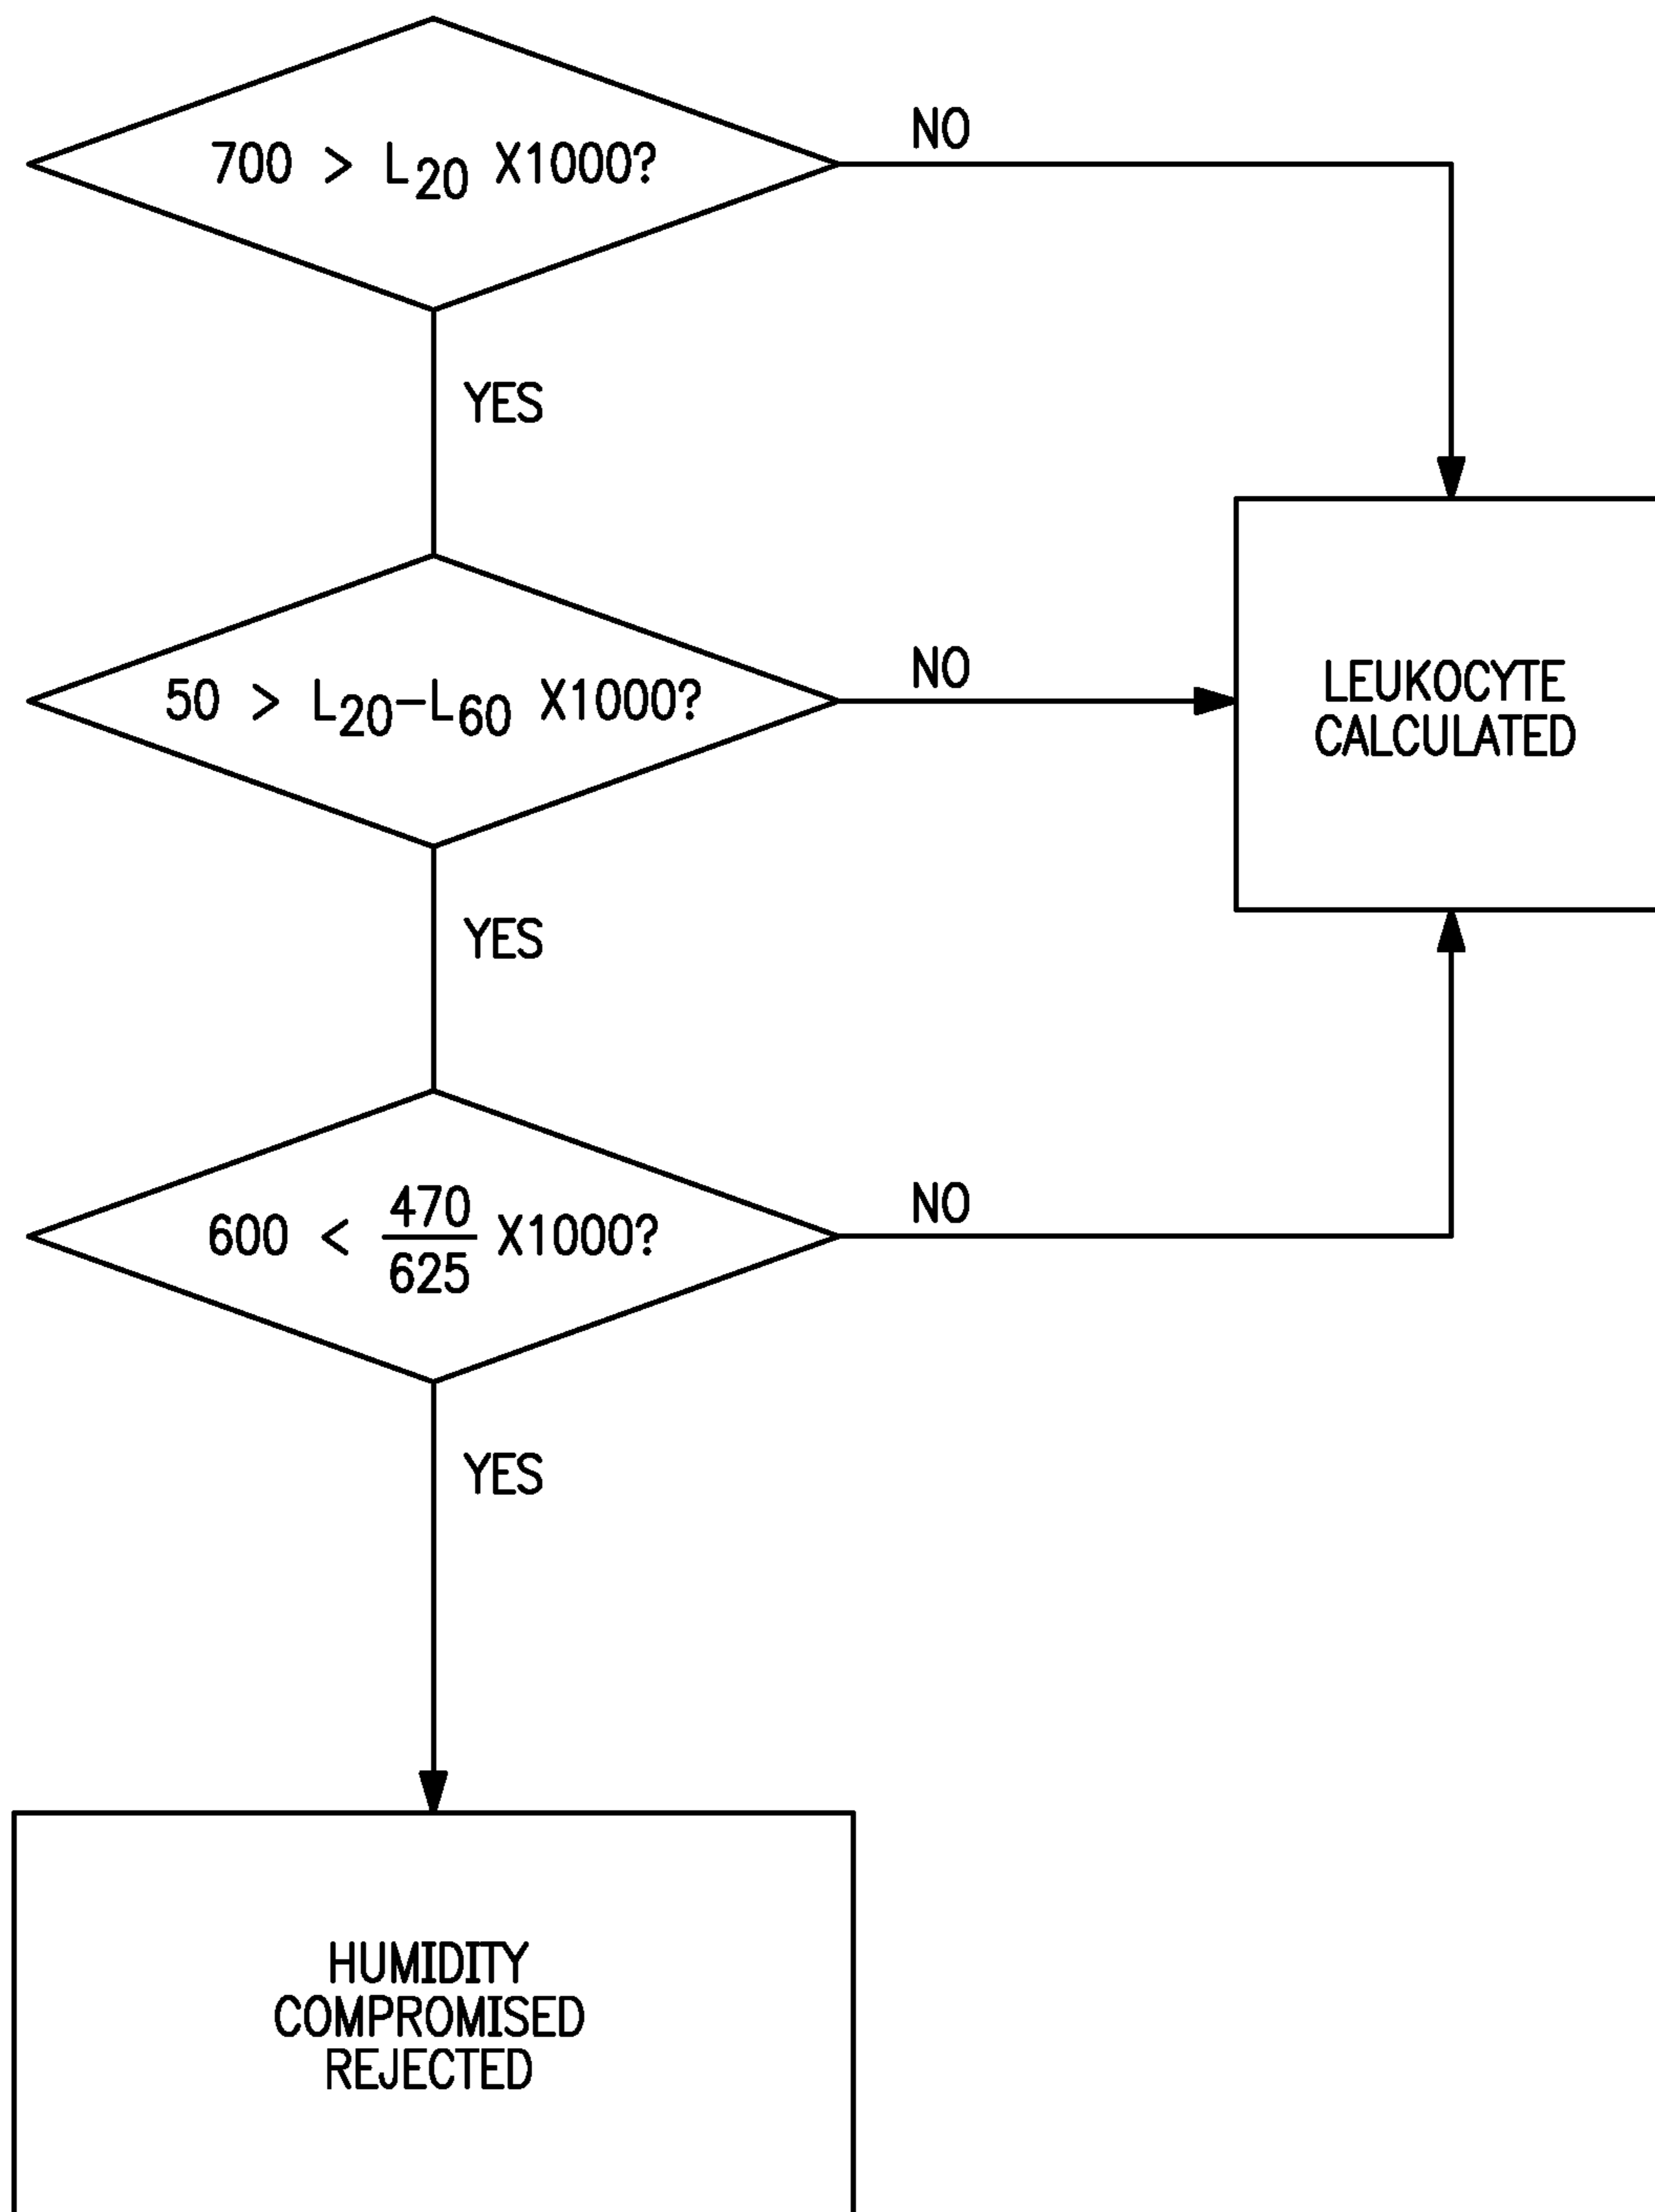 700 > L20 X1000?
NO
YES
50 > L20-L60 X1000?
NO
LEUKOCYTE
CALCULATED
YES
600 < 470/625 X1000?
NO
YES
HUMIDITY
COMPROMISED
REJECTED